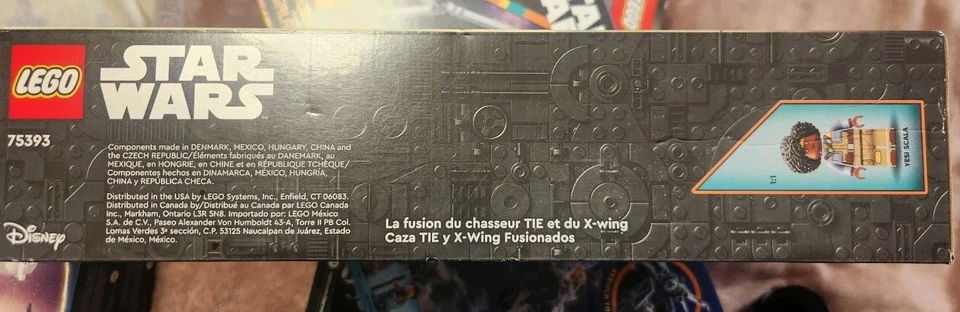 LEGO
STAR
WARS
75393
Components made in DENMARK, MEXICO, HUNGARY, CHINA and
the CZECH REPUBLIC/Éléments fabriqués au DANEMARK, au
MEXIQUE, en HONGRIE, en CHINE et en RÉPUBLIQUE TCHÈQUE/
Componentes hechos en DINAMARCA, MÉXICO, HUNGRÍA,
CHINA y REPÚBLICA CHECA.
Distributed in the USA by LEGO Systems, Inc., Enfield, CT 06083.
Distributed in Canada by/Distribué au Canada par LEGO Canada
Inc., Markham, Ontario L3R 5N8. Importado por: LEGO México
S.A. de C.V., Paseo Alexander Von Humboldt 43-A, Torre II PB Col.
Lomas Verdes 3ª sección, C.P. 53125 Naucalpan de Juárez, Estado
de México, México.
Disney
La fusion du chasseur TIE et du X-wing
Caza TIE y X-Wing Fusionados
1:1
YESI SCALA